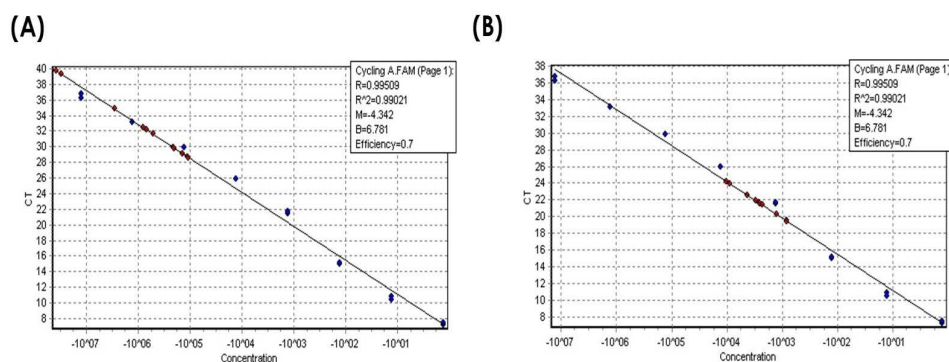 (A)
(B)
Cycling A.FAM (Page 1):
R=0.99509
R^2=0.99021
M=-4.342
B=6.781
Efficiency=0.7
CT
40
36
34
32
30
28
26
24
22
20
18
16
14
12
10
8
-10^07
-10^06
-10^05
-10^04
-10^03
-10^02
-10^01
Concentration
Cycling A.FAM (Page 1)
R=0.99509
R^2=0.99021
M=-4.342
B=6.781
Efficiency=0.7
CT
38
36
34
32
30
28
26
24
22
20
18
16
14
12
10
8
-10^07
-10^06
-10^05
-10^04
-10^03
-10^02
-10^01
Concentration